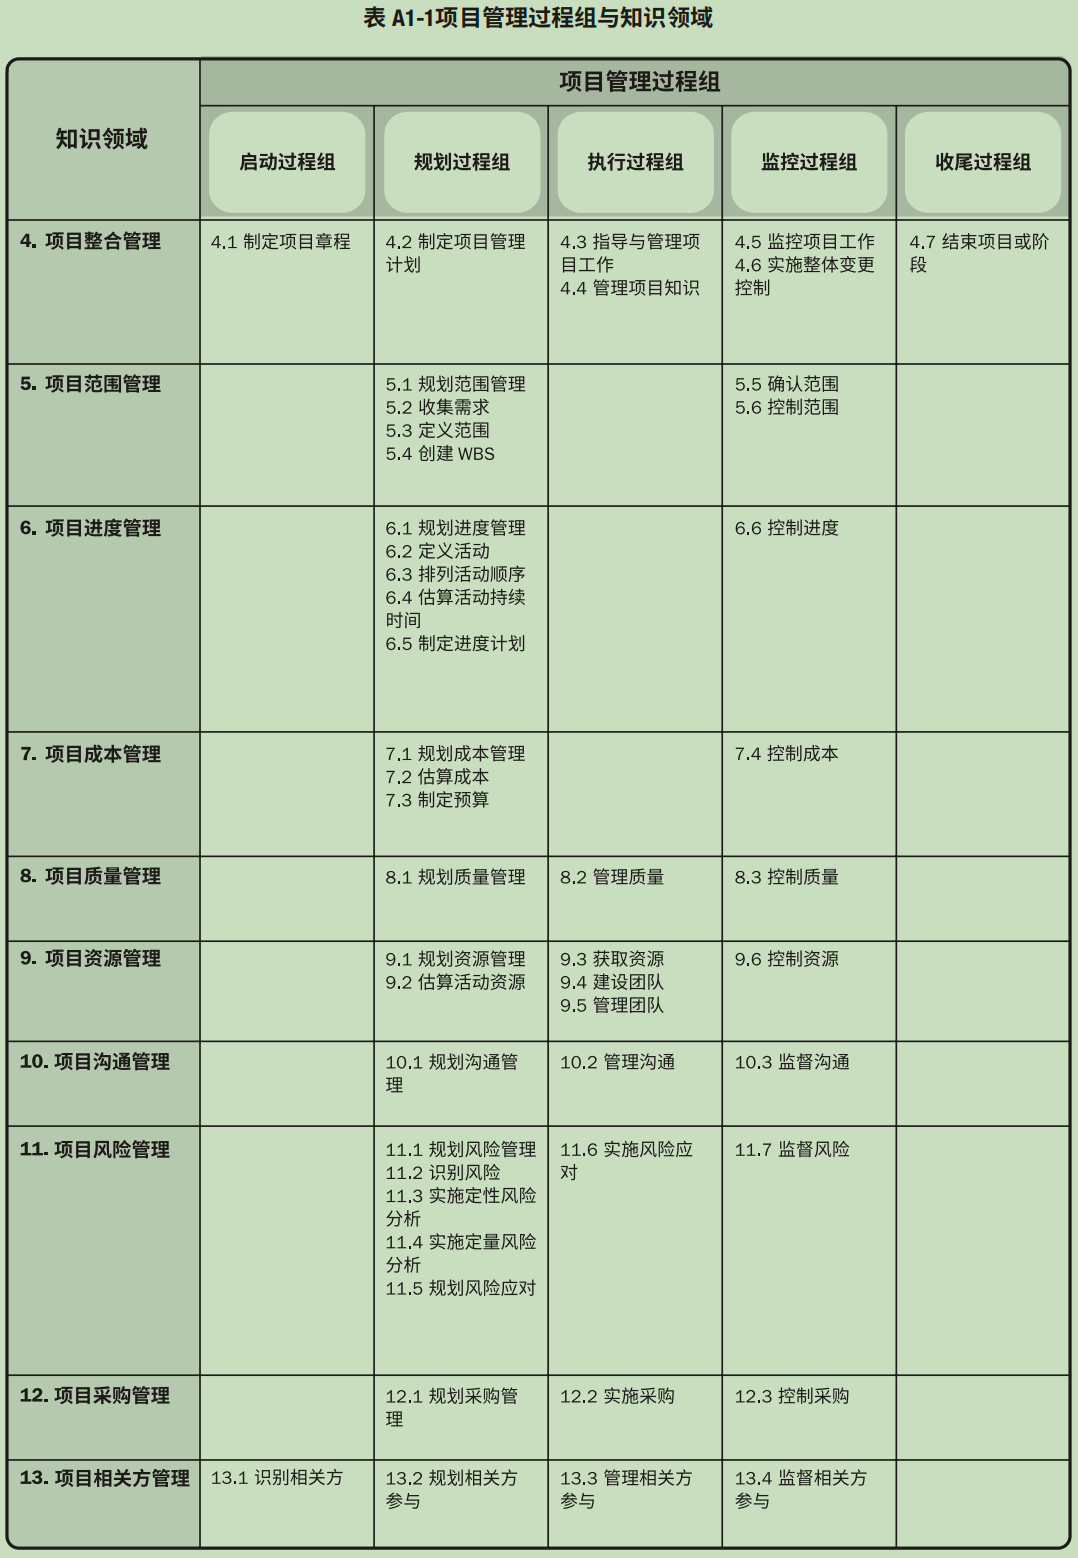 表 A1-1项目管理过程组与知识领域
知识领域
项目管理过程组
启动过程组
规划过程组
执行过程组
监控过程组
收尾过程组
4. 项目整合管理
4.1 制定项目章程
4.2 制定项目管理
计划
4.3 指导与管理项
目工作
4.4 管理项目知识
4.5 监控项目工作
4.6 实施整体变更
控制
4.7 结束项目或阶
段
5. 项目范围管理
5.1 规划范围管理
5.2 收集需求
5.3 定义范围
5.4 创建 WBS
5.5 确认范围
5.6 控制范围
6. 项目进度管理
6.1 规划进度管理
6.2 定义活动
6.3 排列活动顺序
6.4 估算活动持续
时间
6.5 制定进度计划
6.6 控制进度
7. 项目成本管理
7.1 规划成本管理
7.2 估算成本
7.3 制定预算
7.4 控制成本
8. 项目质量管理
8.1 规划质量管理
8.2 管理质量
8.3 控制质量
9. 项目资源管理
9.1 规划资源管理
9.2 估算活动资源
9.3 获取资源
9.4 建设团队
9.5 管理团队
9.6 控制资源
10. 项目沟通管理
10.1 规划沟通管
理
10.2 管理沟通
10.3 监督沟通
11. 项目风险管理
11.1 规划风险管理
11.2 识别风险
11.3 实施定性风险
分析
11.4 实施定量风险
分析
11.5 规划风险应对
11.6 实施风险应
对
11.7 监督风险
12. 项目采购管理
12.1 规划采购管
理
12.2 实施采购
12.3 控制采购
13. 项目相关方管理
13.1 识别相关方
13.2 规划相关方
参与
13.3 管理相关方
参与
13.4 监督相关方
参与